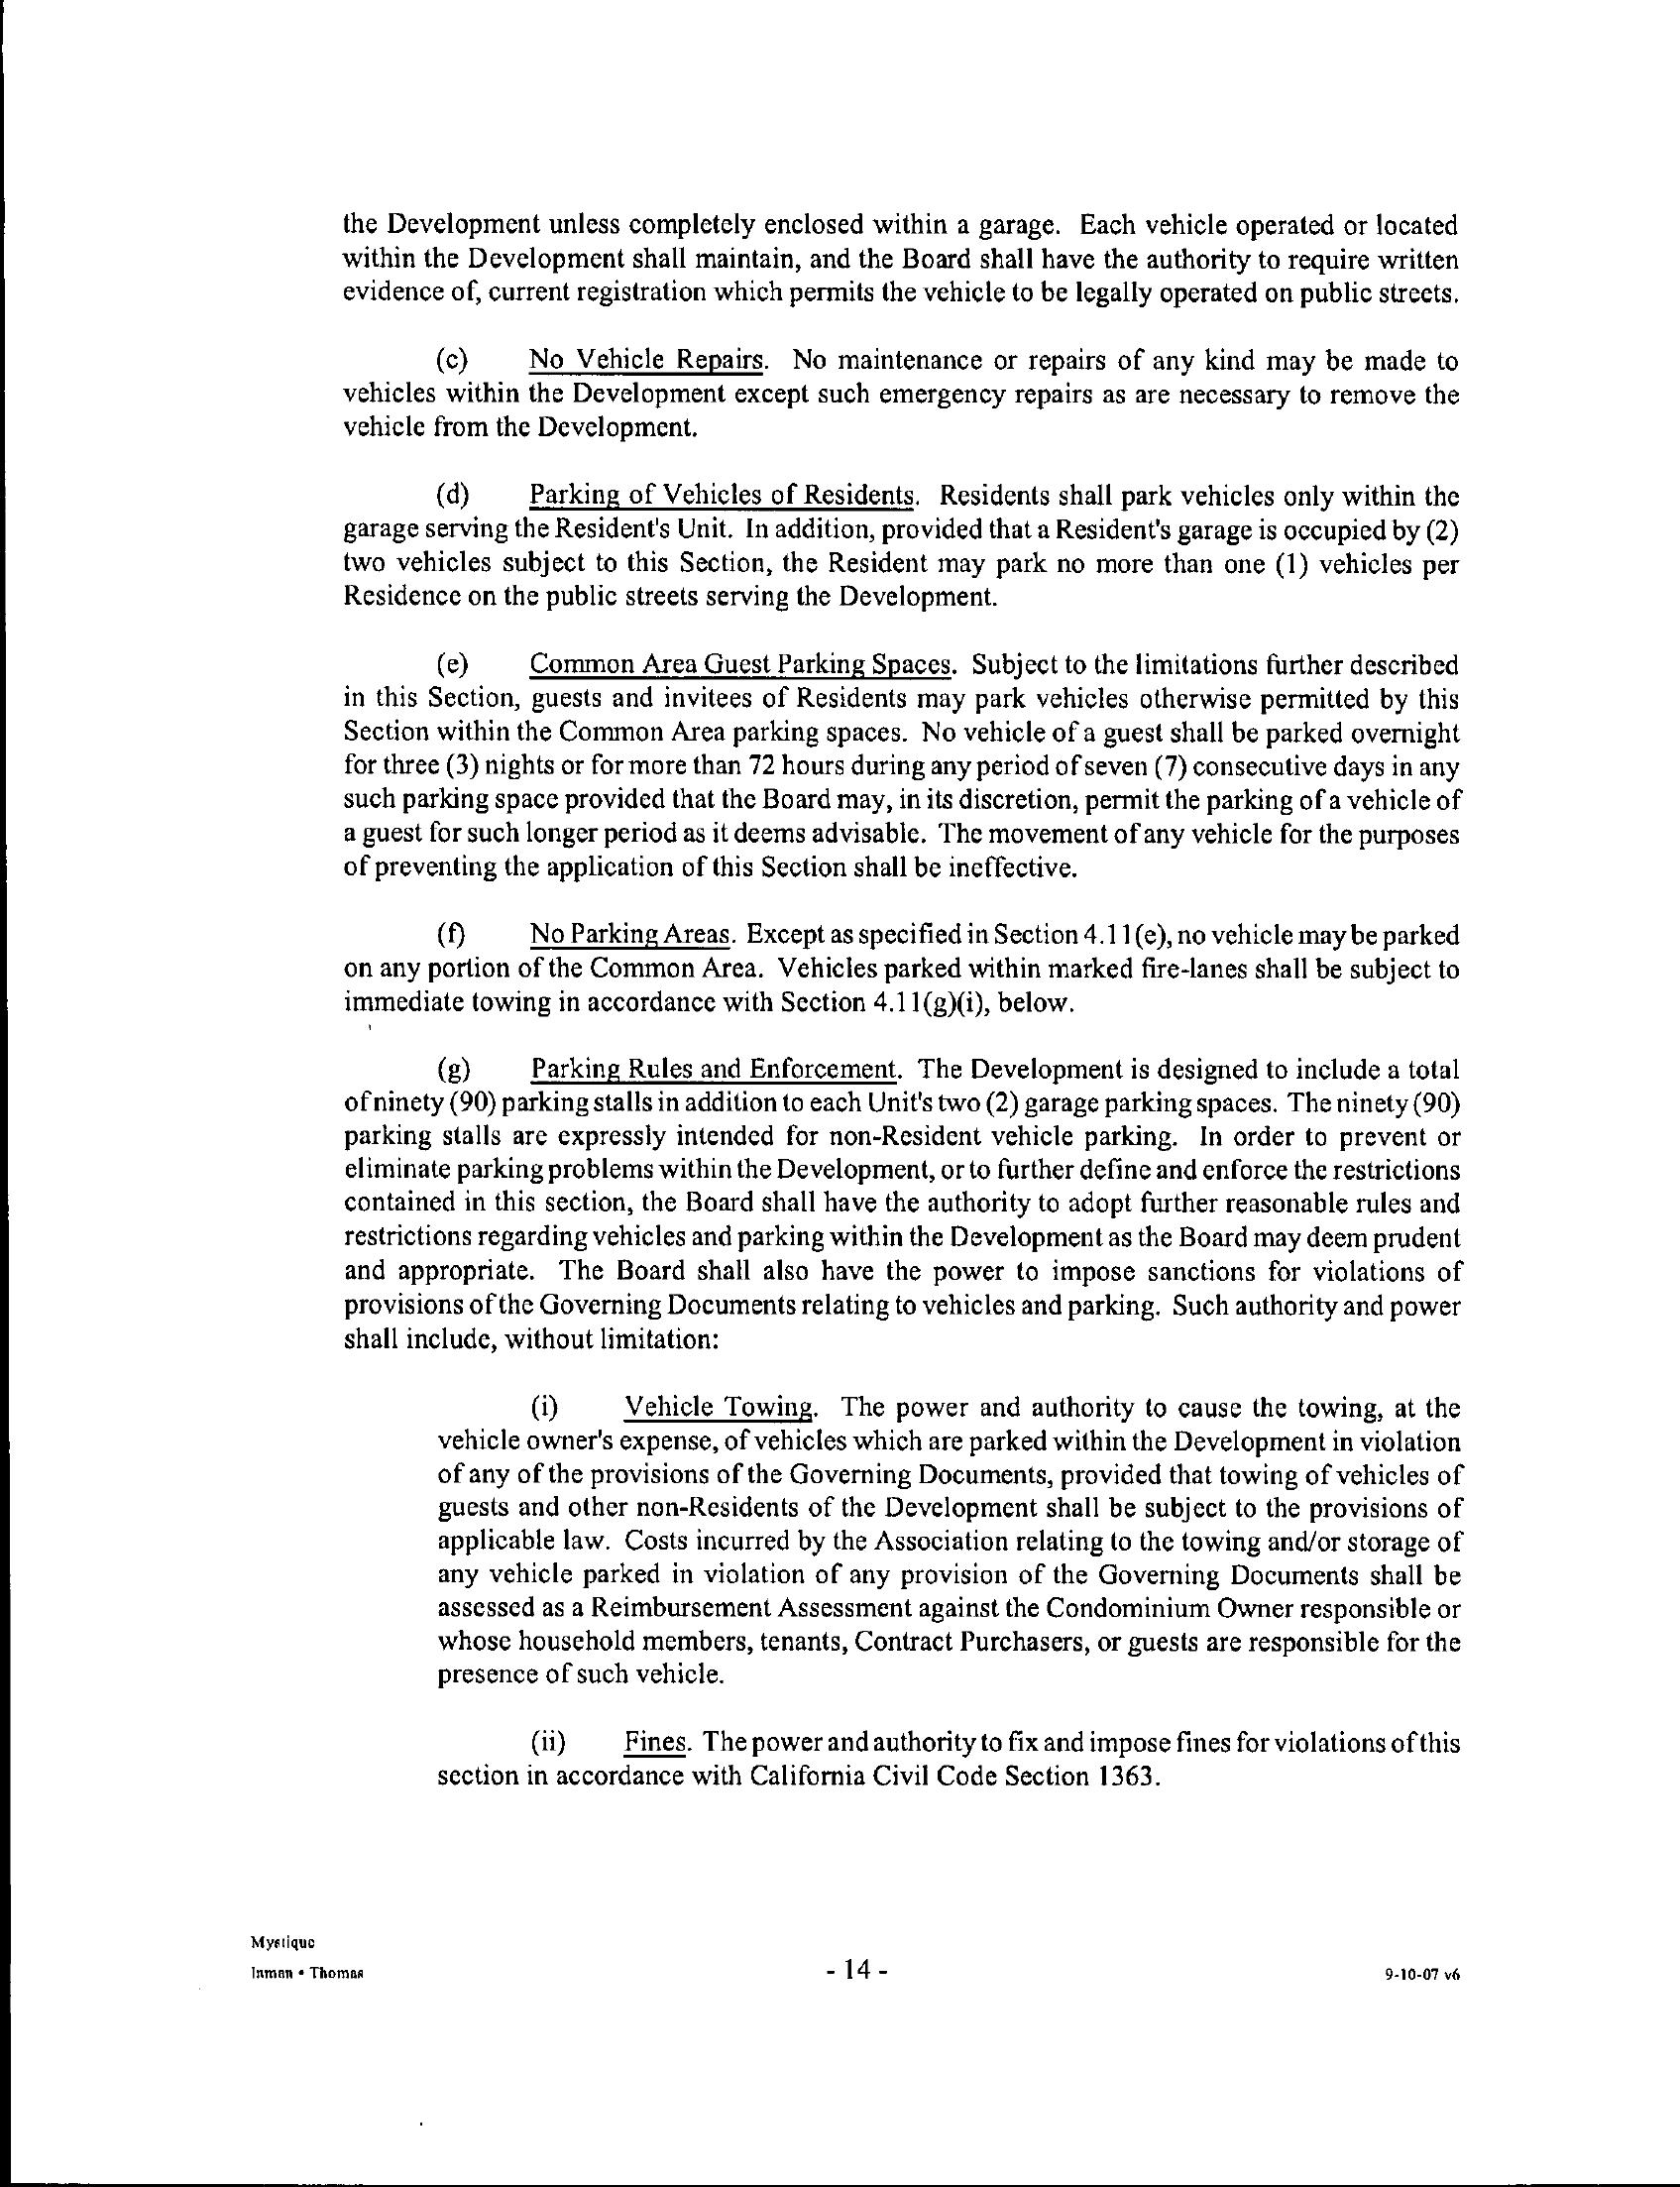 the Development unless completely enclosed within a garage. Each vehicle operated or located
within the Development shall maintain, and the Board shall have the authority to require written
evidence of, current registration which permits the vehicle to be legally operated on public streets.
(c) No Vehicle Repairs. No maintenance or repairs of any kind may be made to
vehicles within the Development except such emergency repairs as are necessary to remove the
vehicle from the Development.
(d) Parking of Vehicles of Residents. Residents shall park vehicles only within the
garage serving the Resident's Unit. In addition, provided that a Resident's garage is occupied by (2)
two vehicles subject to this Section, the Resident may park no more than one (1) vehicles per
Residence on the public streets serving the Development.
(e) Common Area Guest Parking Spaces. Subject to the limitations further described
in this Section, guests and invitees of Residents may park vehicles otherwise permitted by this
Section within the Common Area parking spaces. No vehicle of a guest shall be parked overnight
for three (3) nights or for more than 72 hours during any period of seven (7) consecutive days in any
such parking space provided that the Board may, in its discretion, permit the parking of a vehicle of
a guest for such longer period as it deems advisable. The movement of any vehicle for the purposes
of preventing the application of this Section shall be ineffective.
(f) No Parking Areas. Except as specified in Section 4.11(e), no vehicle may be parked
on any portion of the Common Area. Vehicles parked within marked fire-lanes shall be subject to
immediate towing in accordance with Section 4.11(g)(i), below.
(g) Parking Rules and Enforcement. The Development is designed to include a total
of ninety (90) parking stalls in addition to each Unit's two (2) garage parking spaces. The ninety (90)
parking stalls are expressly intended for non-Resident vehicle parking. In order to prevent or
eliminate parking problems within the Development, or to further define and enforce the restrictions
contained in this section, the Board shall have the authority to adopt further reasonable rules and
restrictions regarding vehicles and parking within the Development as the Board may deem prudent
and appropriate. The Board shall also have the power to impose sanctions for violations of
provisions of the Governing Documents relating to vehicles and parking. Such authority and power
shall include, without limitation:
(i) Vehicle Towing. The power and authority to cause the towing, at the
vehicle owner's expense, of vehicles which are parked within the Development in violation
of any of the provisions of the Governing Documents, provided that towing of vehicles of
guests and other non-Residents of the Development shall be subject to the provisions of
applicable law. Costs incurred by the Association relating to the towing and/or storage of
any vehicle parked in violation of any provision of the Governing Documents shall be
assessed as a Reimbursement Assessment against the Condominium Owner responsible or
whose household members, tenants, Contract Purchasers, or guests are responsible for the
presence of such vehicle.
(ii) Fines. The power and authority to fix and impose fines for violations of this
section in accordance with California Civil Code Section 1363.
Mystique
Inman • Thomas
- 14 -
9-10-07 v6